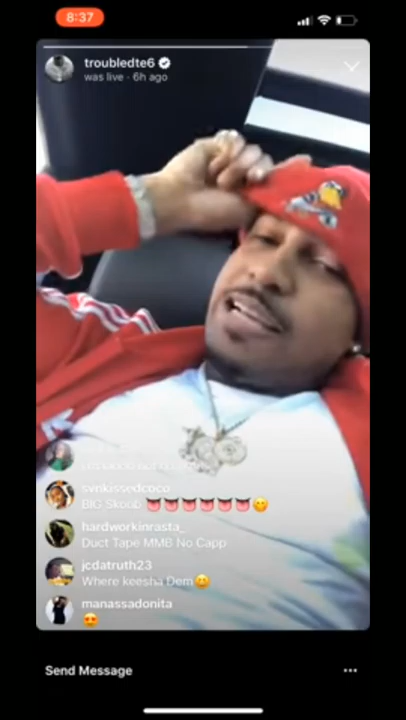 8:37
troubledte6
was live · 6h ago
svnkissedcoco
BIG Skoob 👅👅👅👅👅👅😋
hardworkinrasta_
Duct Tape MMB No Capp
jcdatruth23
Where keesha Dem😋
manassadonita
😍
Send Message